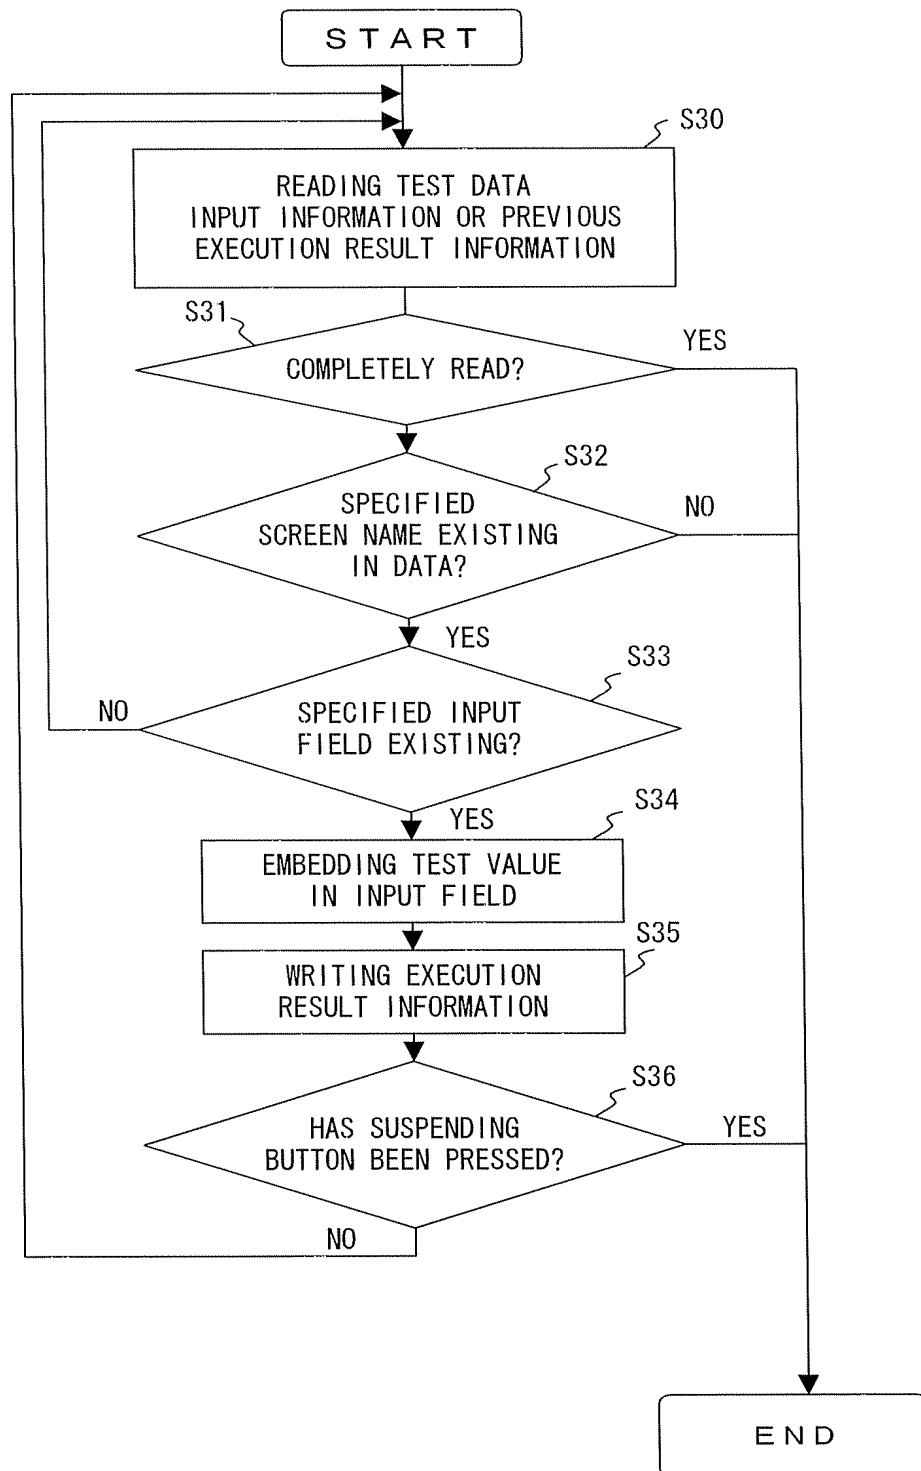 START
S30
READING TEST DATA
INPUT INFORMATION OR PREVIOUS
EXECUTION RESULT INFORMATION
S31
YES
COMPLETELY READ?
S32
SPECIFIED
SCREEN NAME EXISTING
IN DATA?
NO
YES
S33
NO
SPECIFIED INPUT
FIELD EXISTING?
YES
S34
EMBEDDING TEST VALUE
IN INPUT FIELD
S35
WRITING EXECUTION
RESULT INFORMATION
S36
HAS SUSPENDING
BUTTON BEEN PRESSED?
YES
NO
END